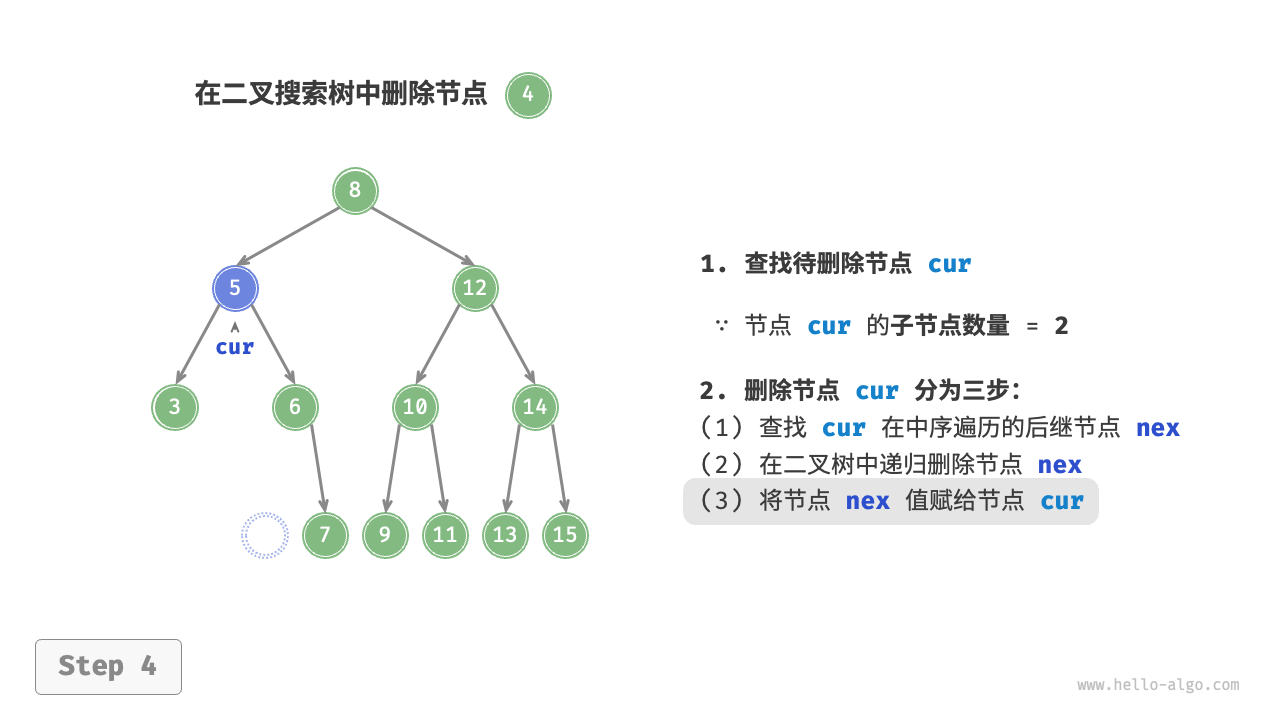 在二叉搜索树中删除节点 4
8
5 12
cur
3 6 10 14
7 9 11 13 15
1. 查找待删除节点 cur
∵ 节点 cur 的子节点数量 = 2
2. 删除节点 cur 分为三步：
(1) 查找 cur 在中序遍历的后继节点 nex
(2) 在二叉树中递归删除节点 nex
(3) 将节点 nex 值赋给节点 cur
Step 4
www.hello-algo.com